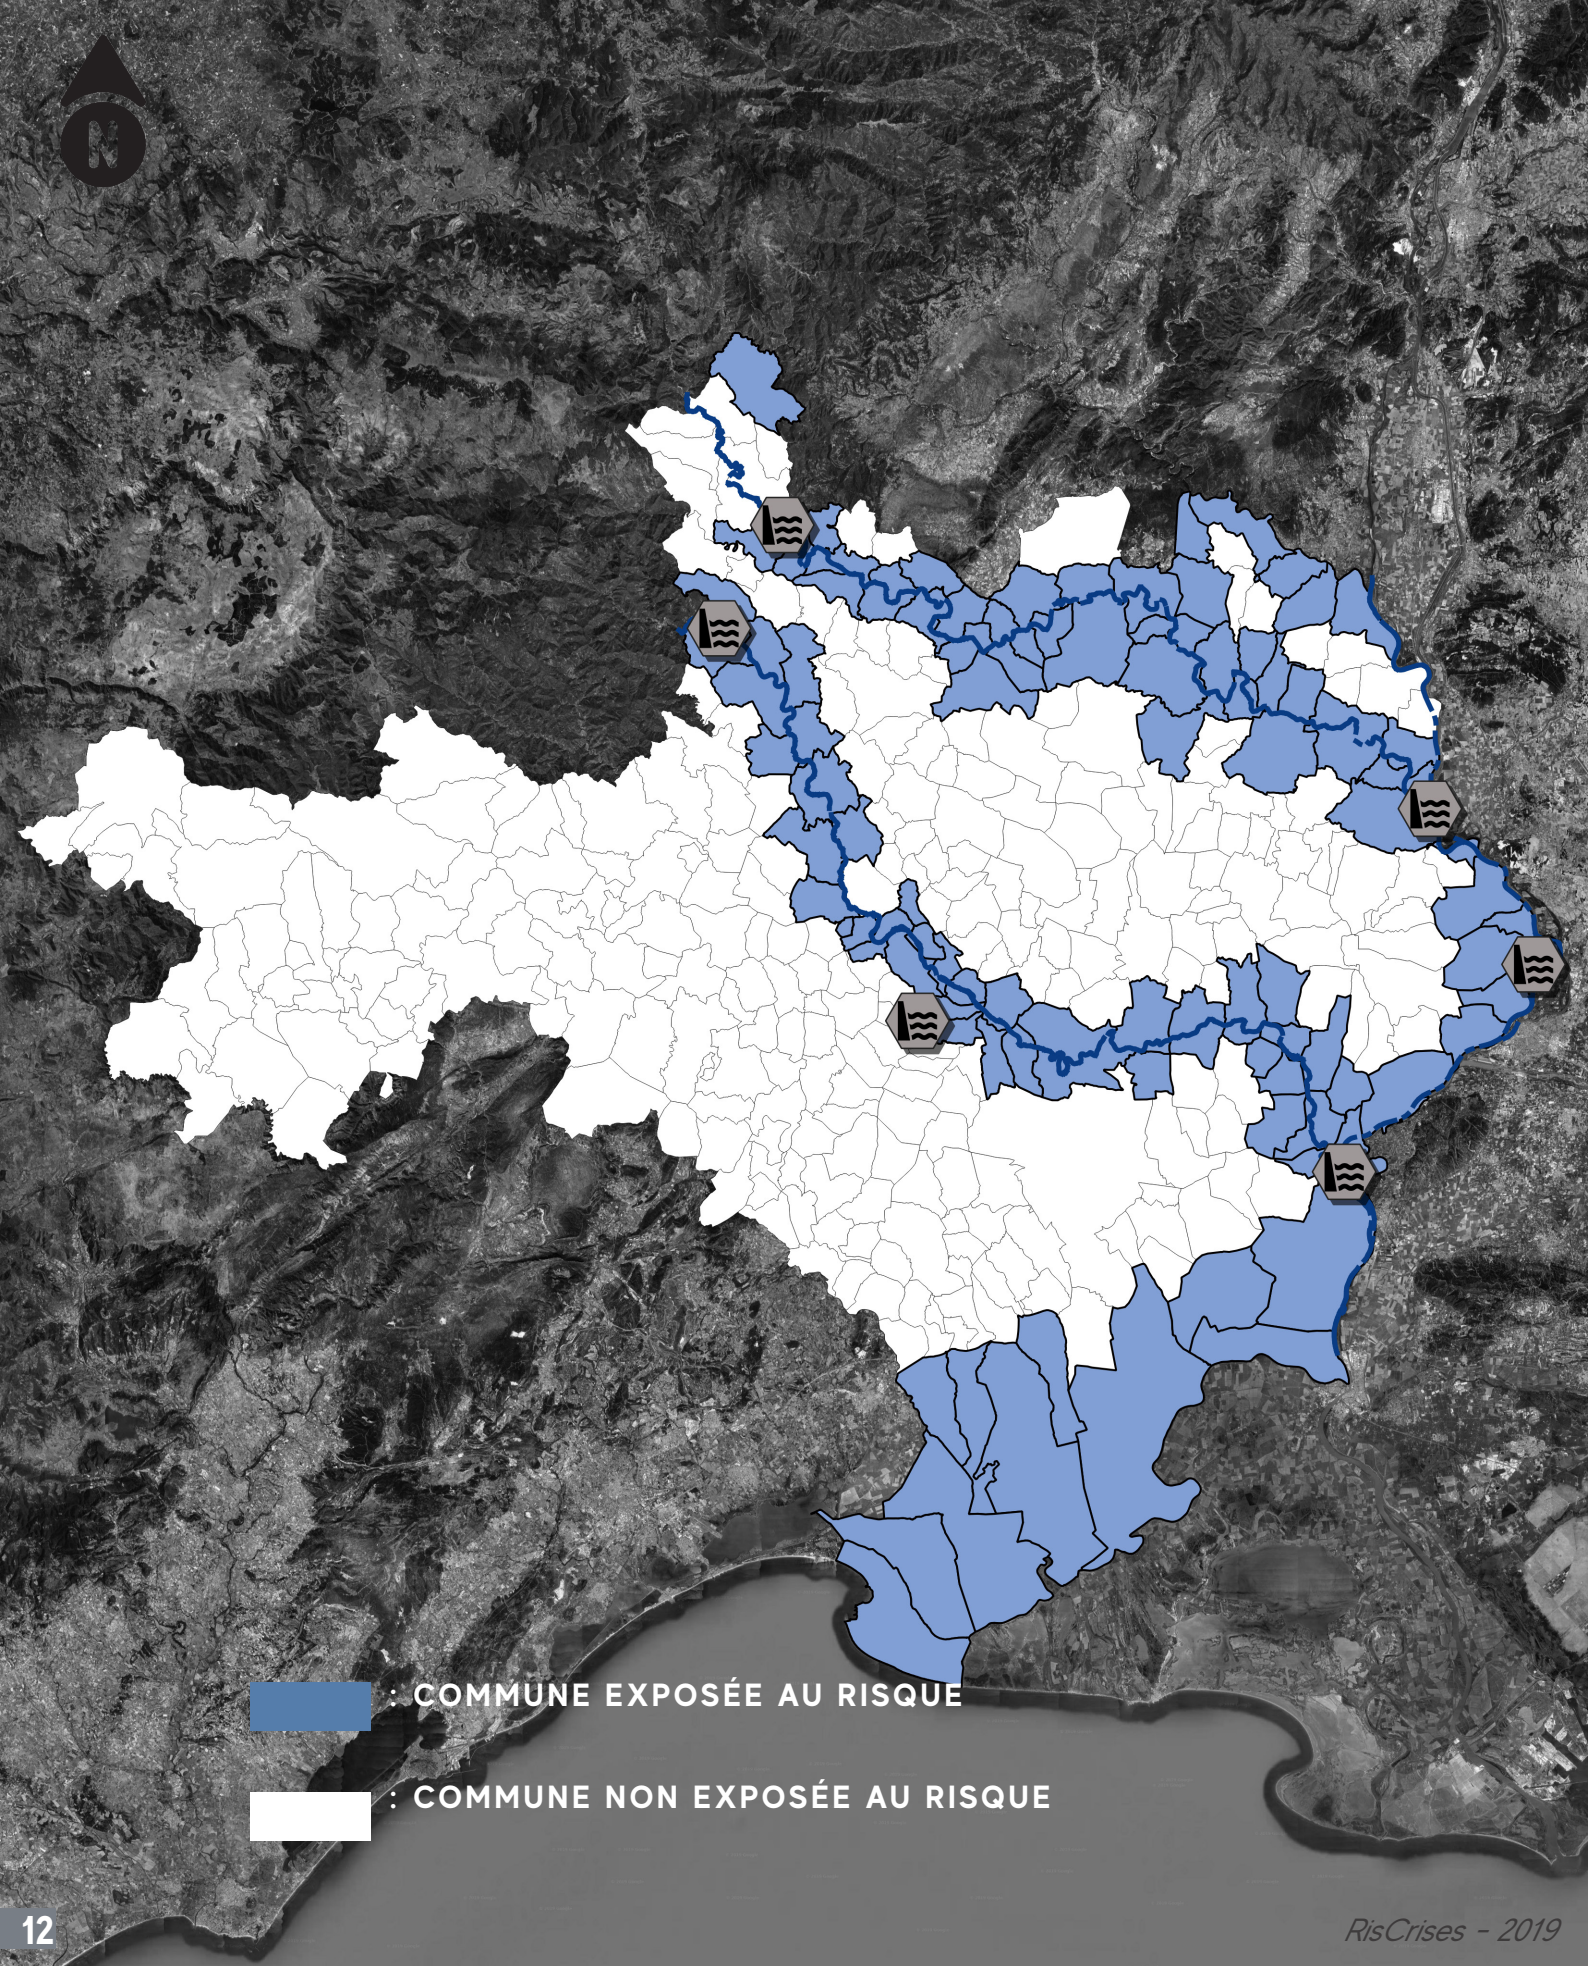 N
: COMMUNE EXPOSÉE AU RISQUE
: COMMUNE NON EXPOSÉE AU RISQUE
12
RisCrises - 2019